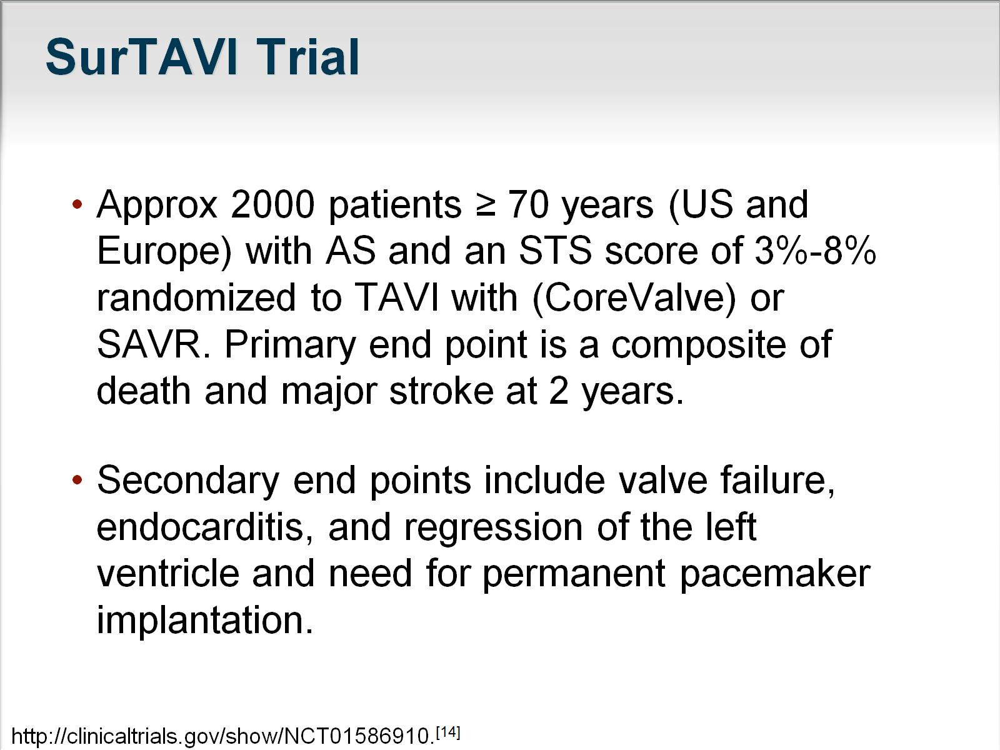 SurTAVI Trial
• Approx 2000 patients ≥ 70 years (US and
Europe) with AS and an STS score of 3%-8%
randomized to TAVI with (CoreValve) or
SAVR. Primary end point is a composite of
death and major stroke at 2 years.
• Secondary end points include valve failure,
endocarditis, and regression of the left
ventricle and need for permanent pacemaker
implantation.
http://clinicaltrials.gov/show/NCT01586910.[14]